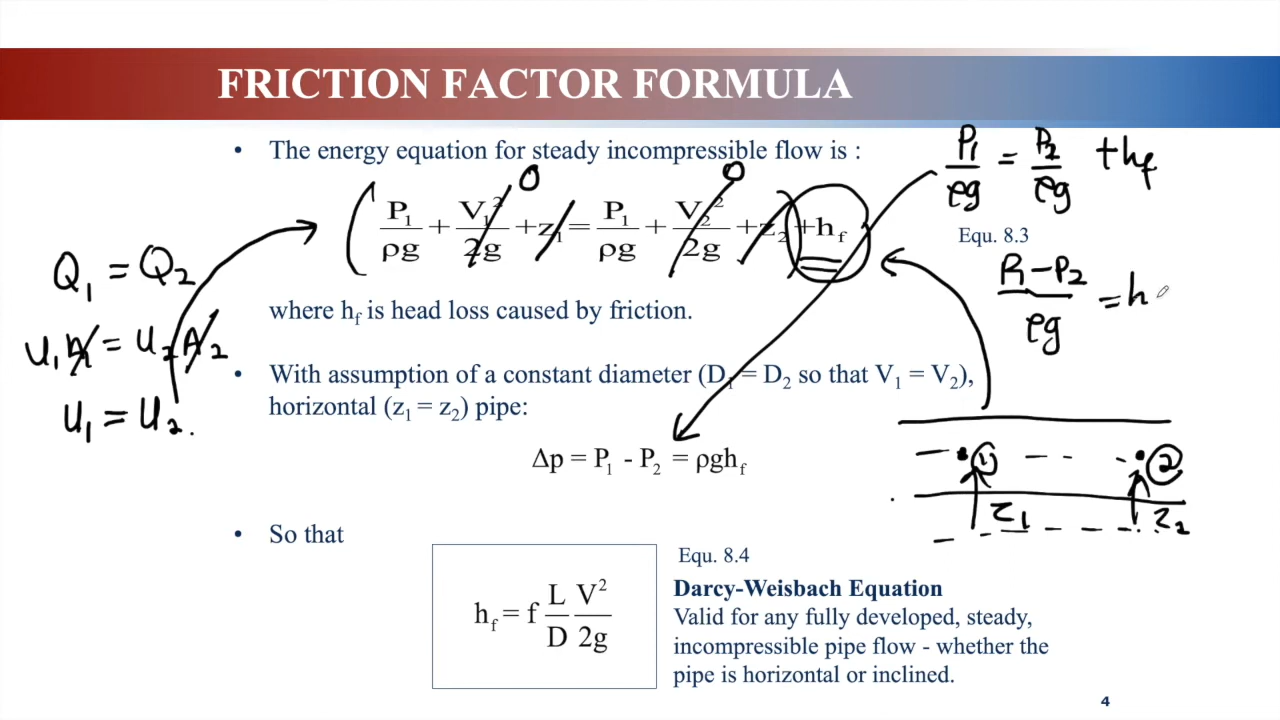 FRICTION FACTOR FORMULA
• The energy equation for steady incompressible flow is :
P₁/ρg + V₁²/2g + z₁ = P₁/ρg + V₂²/2g + z₂ + h_f
0 0
P₁/ρg = P₂/ρg + h_f
Equ. 8.3
Q₁ = Q₂
P₁ - P₂/ρg = h
where h_f is head loss caused by friction.
u₁A₁ = u₂A₂
• With assumption of a constant diameter (D₁ = D₂ so that V₁ = V₂),
horizontal (z₁ = z₂) pipe:
u₁ = u₂.
Δp = P₁ - P₂ = ρgh_f
1 2
z₁ z₂
• So that
h_f = f L/D V²/2g
Equ. 8.4
Darcy-Weisbach Equation
Valid for any fully developed, steady,
incompressible pipe flow - whether the
pipe is horizontal or inclined.
4